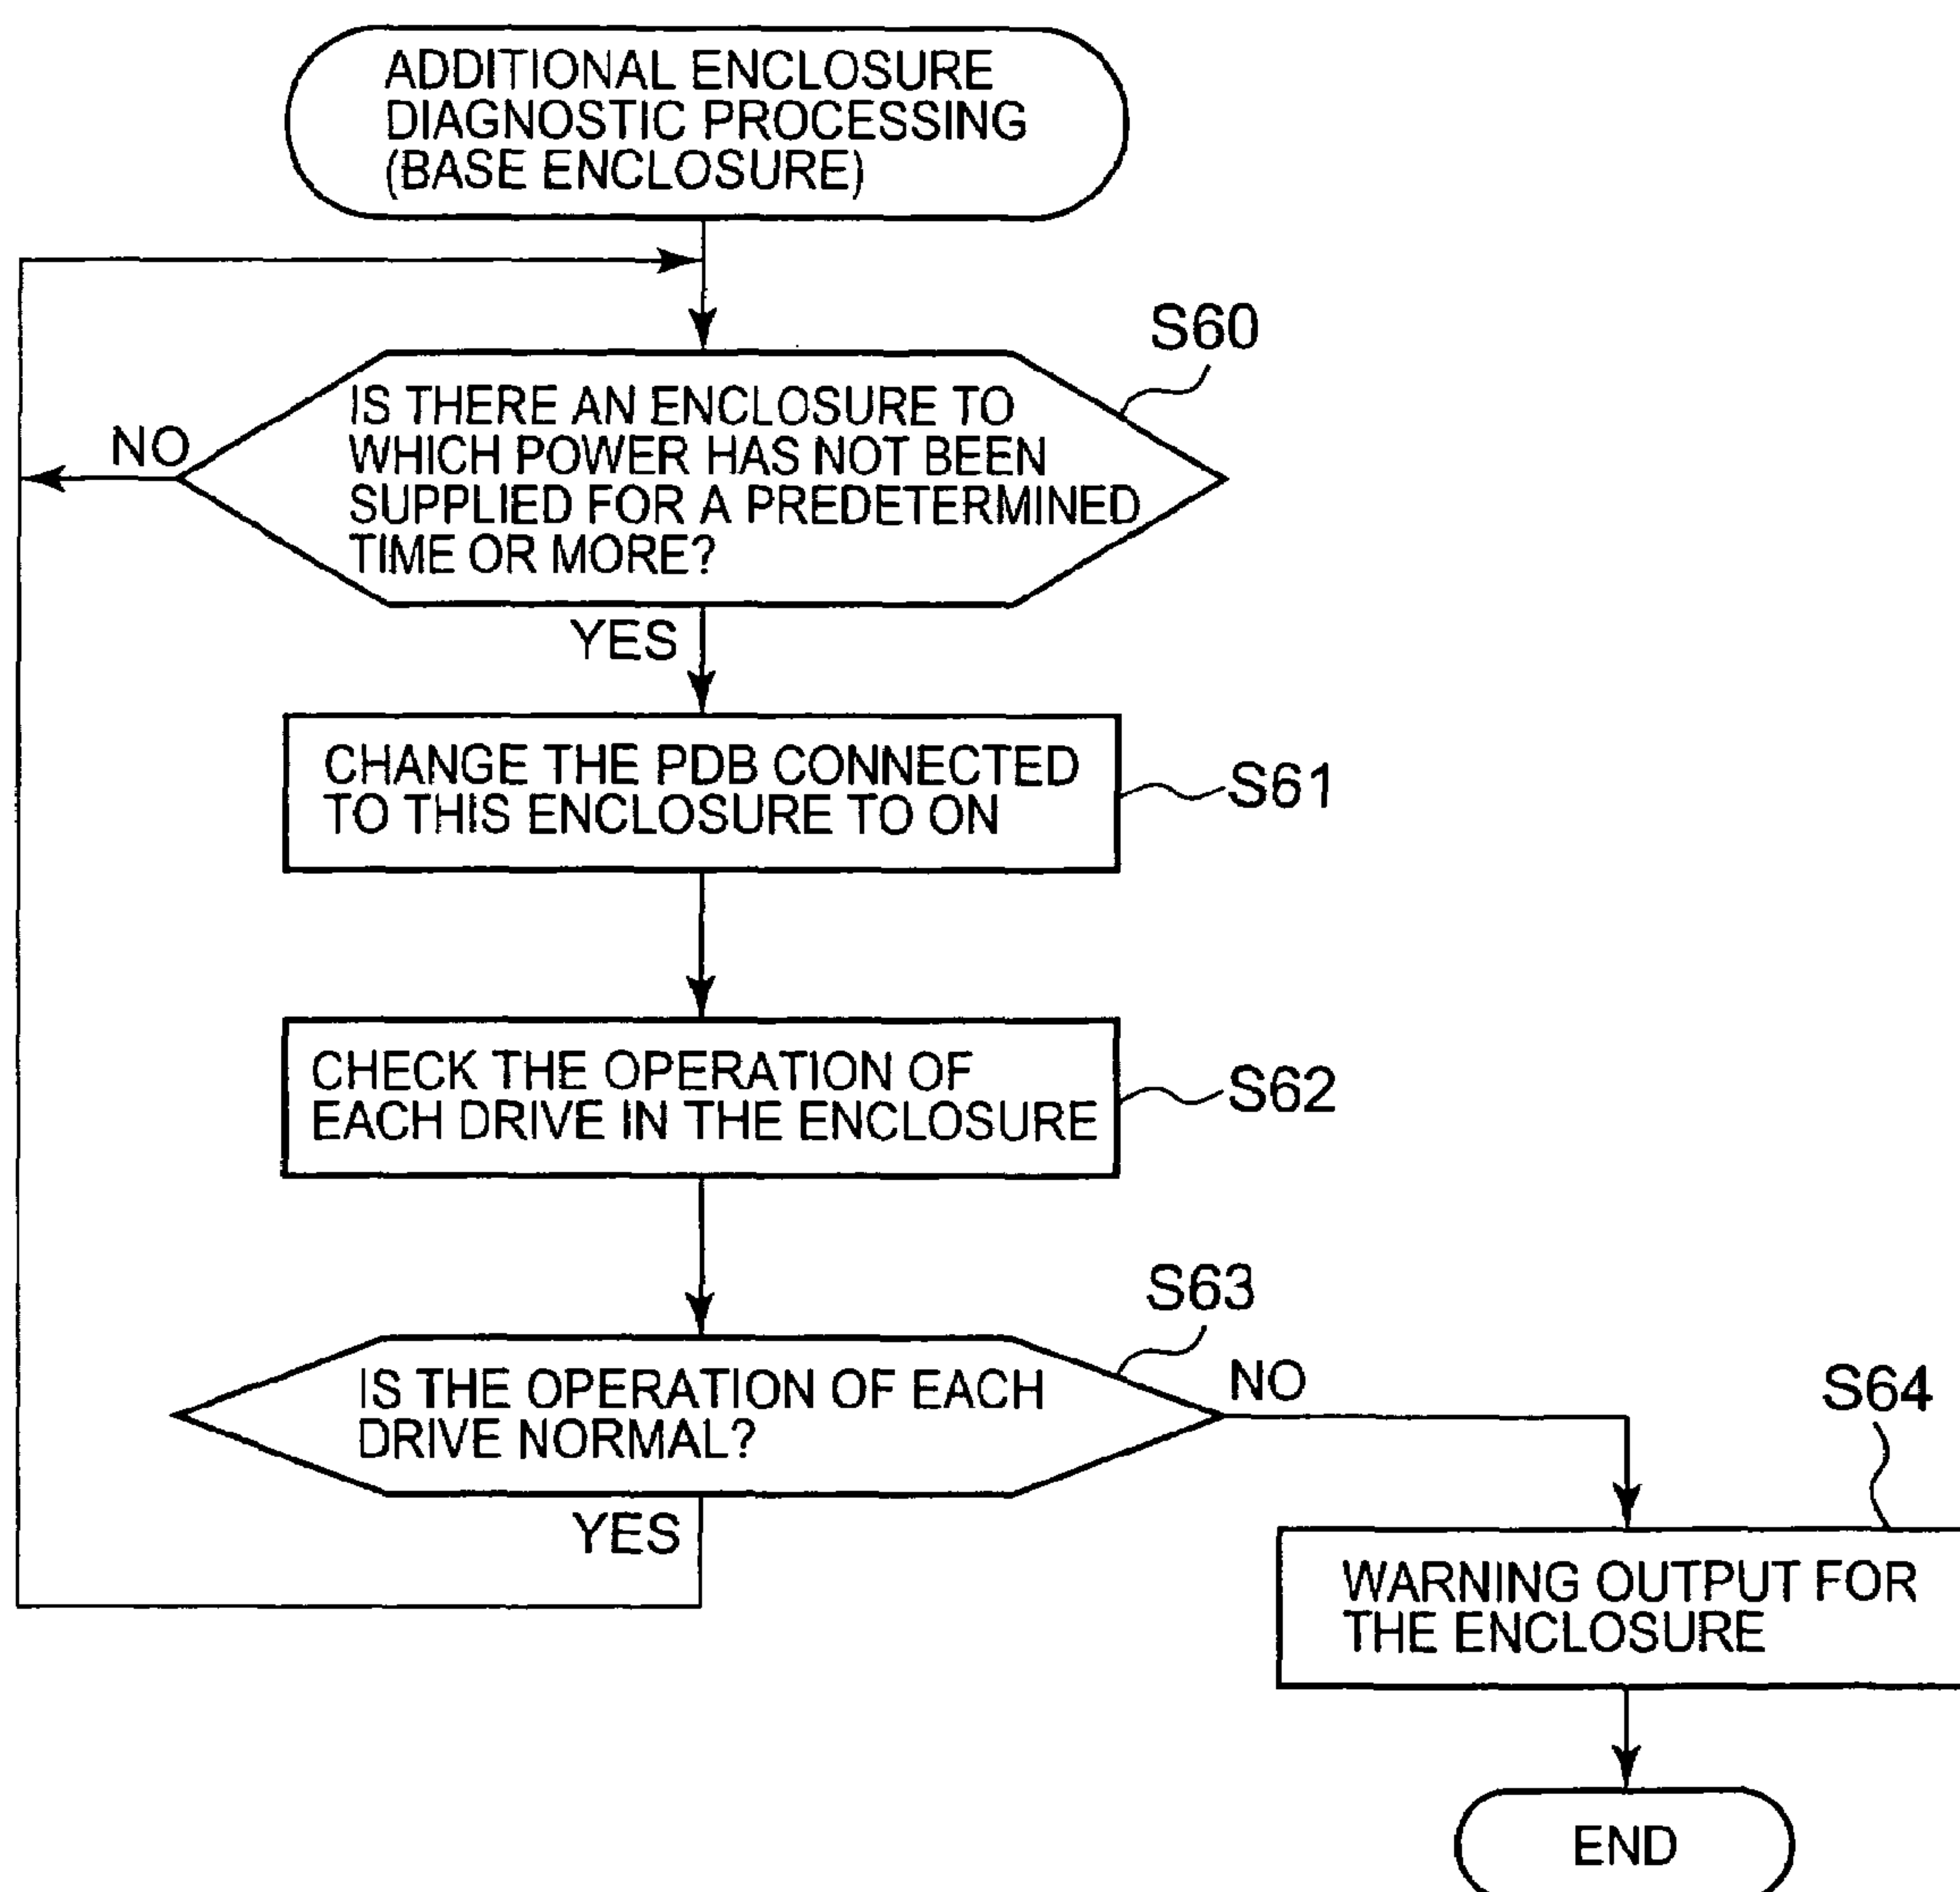 ADDITIONAL ENCLOSURE
DIAGNOSTIC PROCESSING
(BASE ENCLOSURE)
S60
IS THERE AN ENCLOSURE TO
WHICH POWER HAS NOT BEEN
SUPPLIED FOR A PREDETERMINED
TIME OR MORE?
NO
YES
CHANGE THE PDB CONNECTED
TO THIS ENCLOSURE TO ON
S61
CHECK THE OPERATION OF
EACH DRIVE IN THE ENCLOSURE
S62
S63
IS THE OPERATION OF EACH
DRIVE NORMAL?
NO
YES
S64
WARNING OUTPUT FOR
THE ENCLOSURE
END